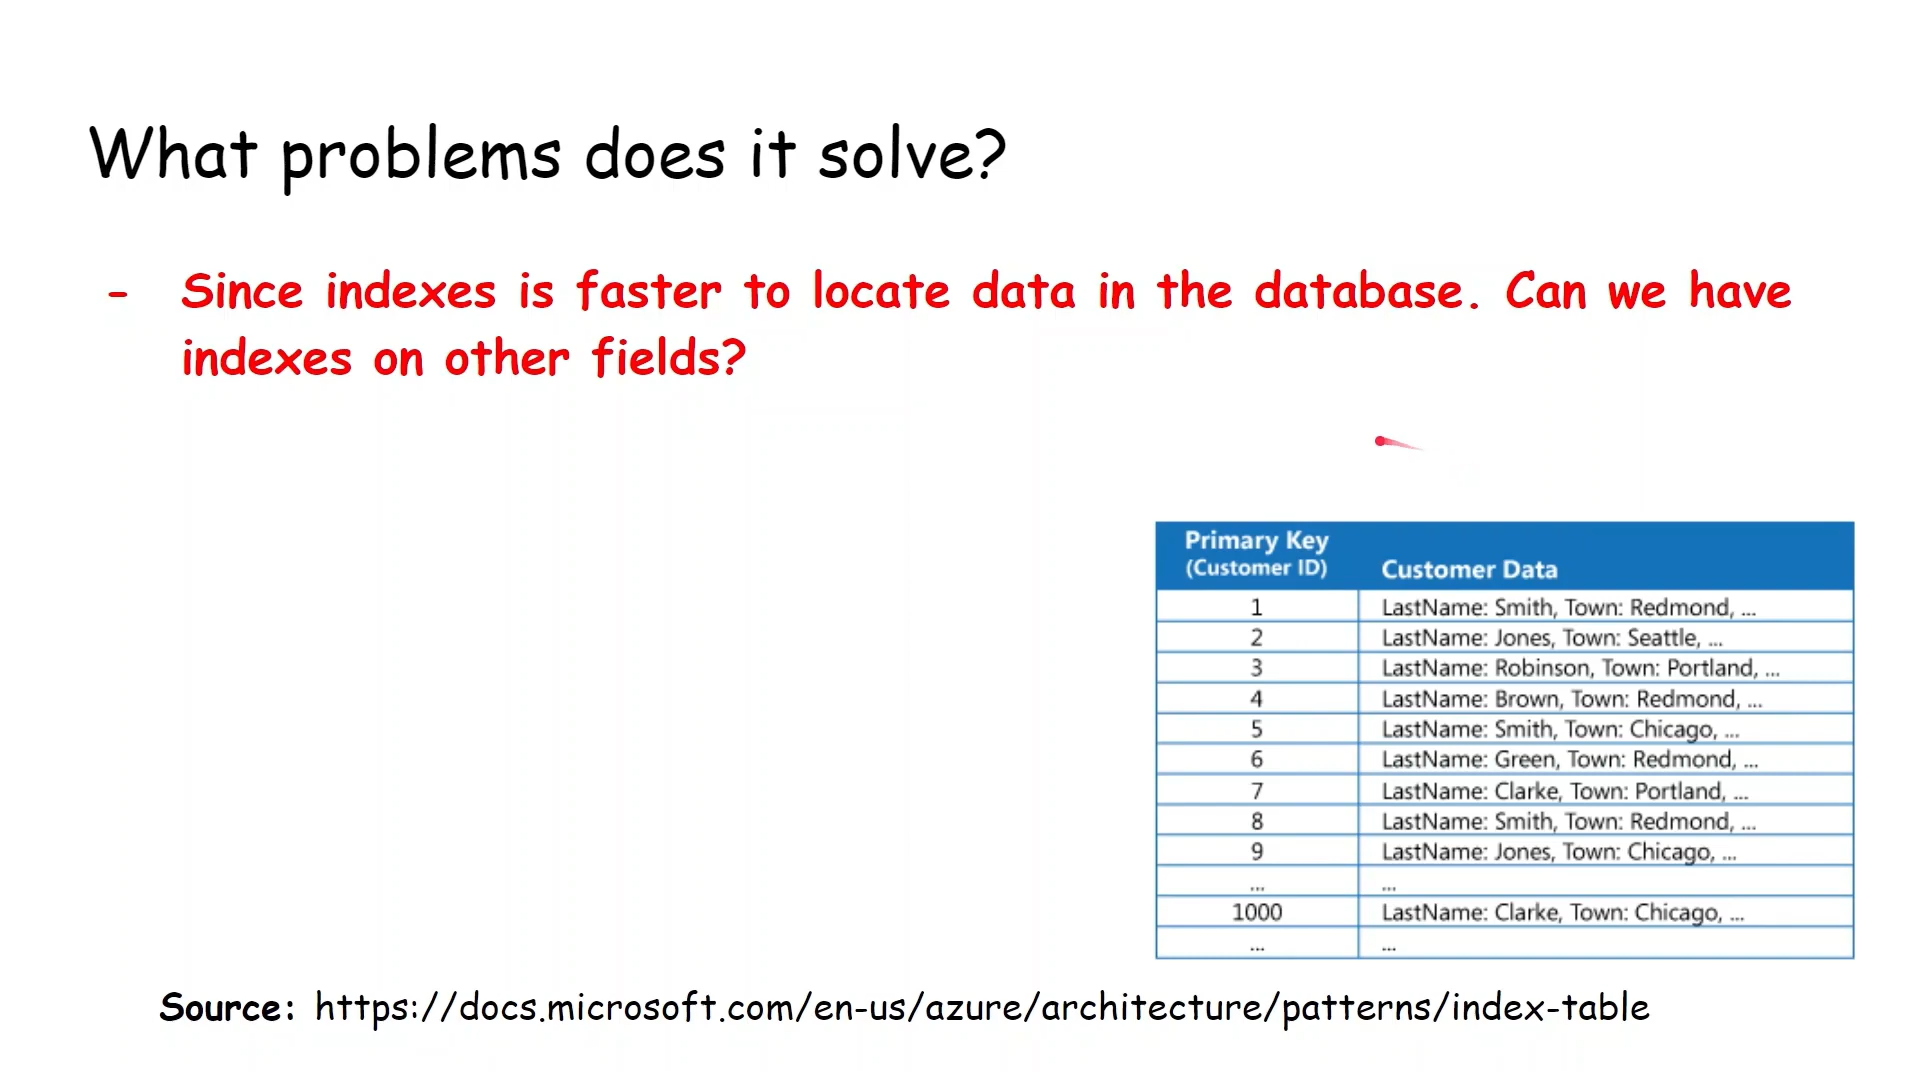 What problems does it solve?
- Since indexes is faster to locate data in the database. Can we have
indexes on other fields?
Primary Key
(Customer ID) Customer Data
1 LastName: Smith, Town: Redmond, ...
2 LastName: Jones, Town: Seattle, ...
3 LastName: Robinson, Town: Portland, ...
4 LastName: Brown, Town: Redmond, ...
5 LastName: Smith, Town: Chicago, ...
6 LastName: Green, Town: Redmond, ...
7 LastName: Clarke, Town: Portland, ...
8 LastName: Smith, Town: Redmond, ...
9 LastName: Jones, Town: Chicago, ...
... ...
1000 LastName: Clarke, Town: Chicago, ...
... ...
Source: https://docs.microsoft.com/en-us/azure/architecture/patterns/index-table